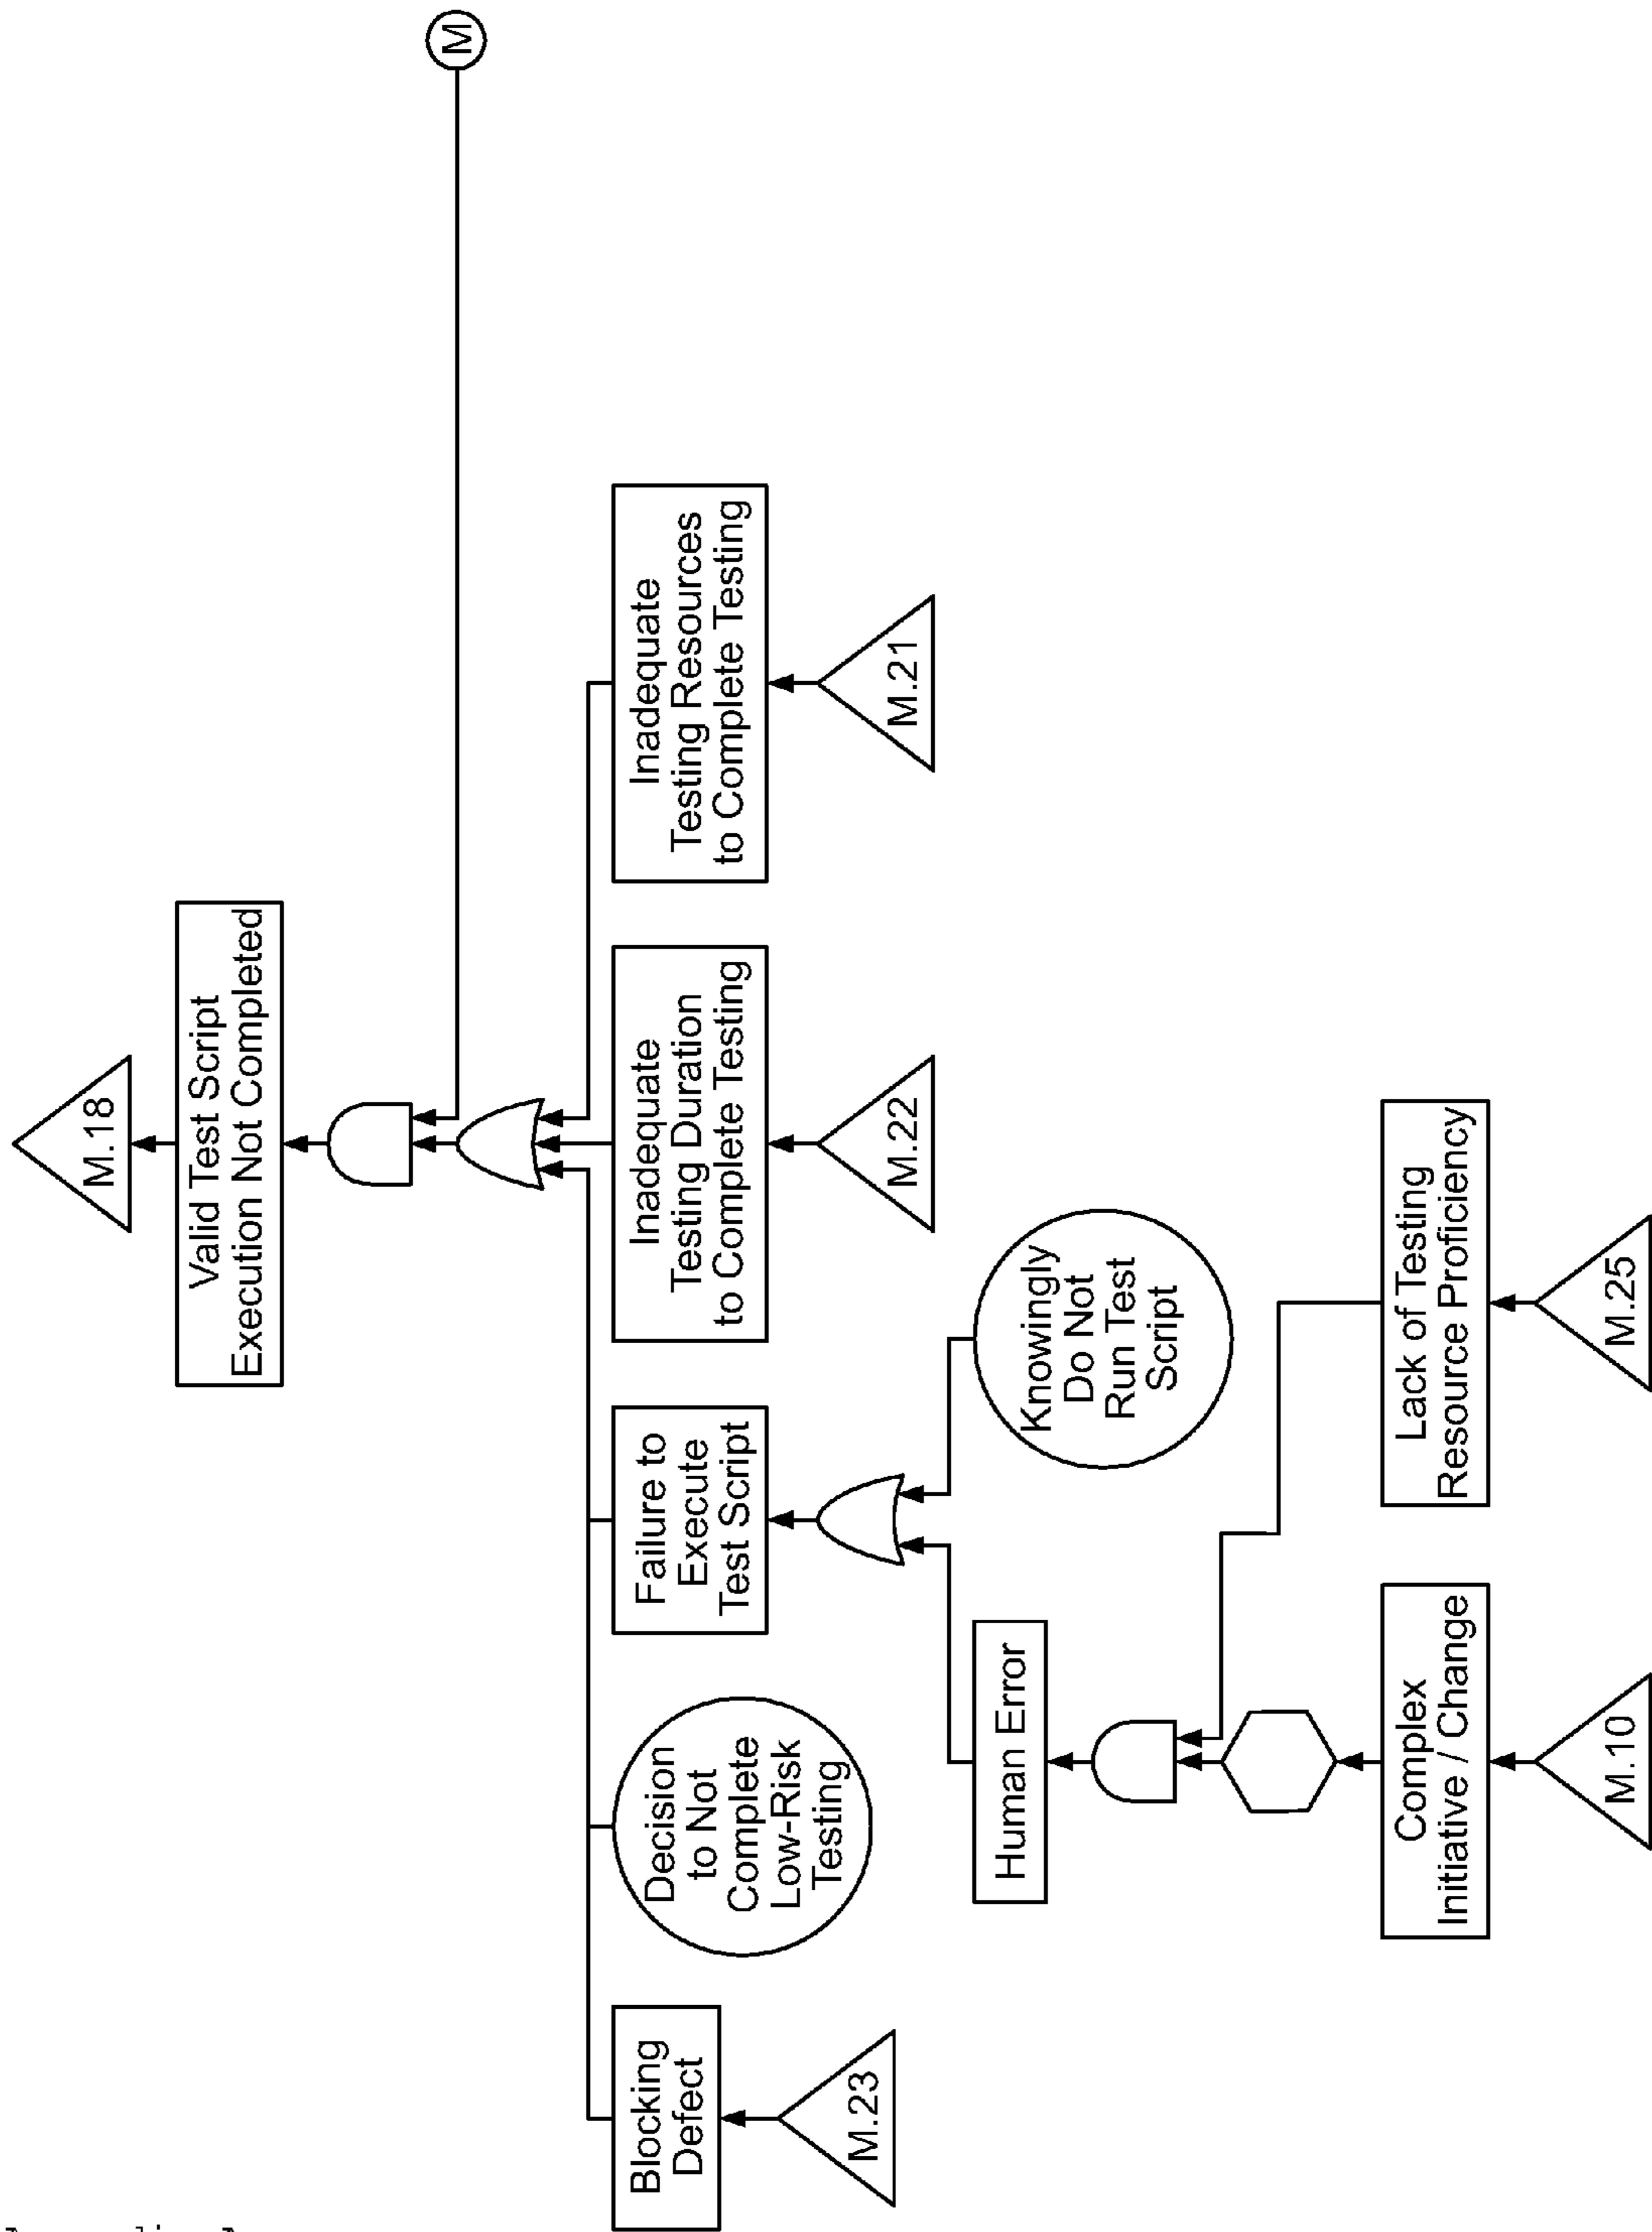 M.18
Valid Test Script
Execution Not Completed
M
Blocking
Defect
M.23
Decision
to Not
Complete
Low-Risk
Testing
Failure to
Execute
Test Script
Inadequate
Testing Duration
to Complete Testing
M.22
Inadequate
Testing Resources
to Complete Testing
M.21
Human Error
Knowingly
Do Not
Run Test
Script
Complex
Initiative / Change
M.10
Lack of Testing
Resource Proficiency
M.25